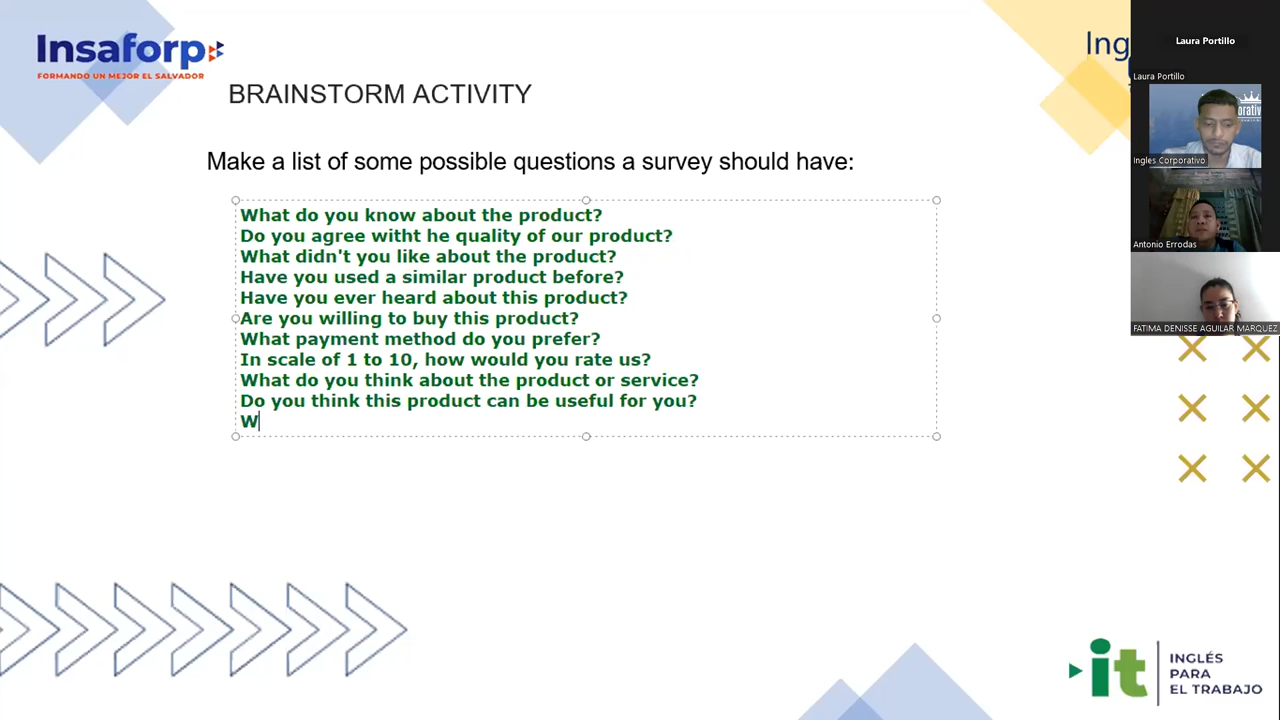 Insaforp
FORMANDO UN MEJOR EL SALVADOR
Ing
BRAINSTORM ACTIVITY
Make a list of some possible questions a survey should have:
What do you know about the product?
Do you agree witht he quality of our product?
What didn't you like about the product?
Have you used a similar product before?
Have you ever heard about this product?
Are you willing to buy this product?
What payment method do you prefer?
In scale of 1 to 10, how would you rate us?
What do you think about the product or service?
Do you think this product can be useful for you?
W
Laura Portillo
Laura Portillo
orativ
Ingles Corporativo
Antonio Errodas
FATIMA DENISSE AGUILAR MARQUEZ
it
INGLÉS
PARA
EL TRABAJO